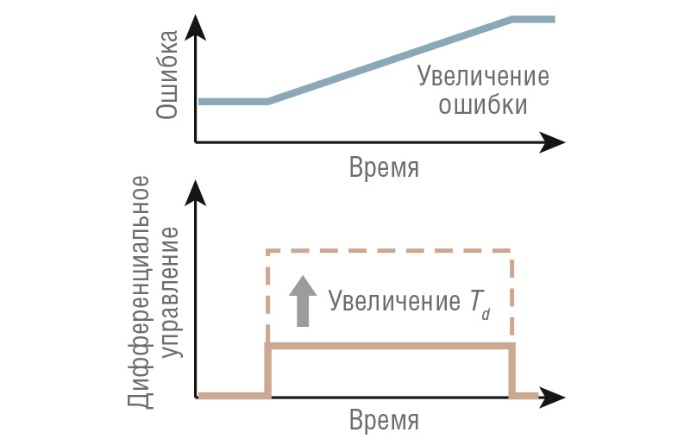 Ошибка
Увеличение
ошибки
Время
Дифференциальное
управление
Увеличение Td
Время